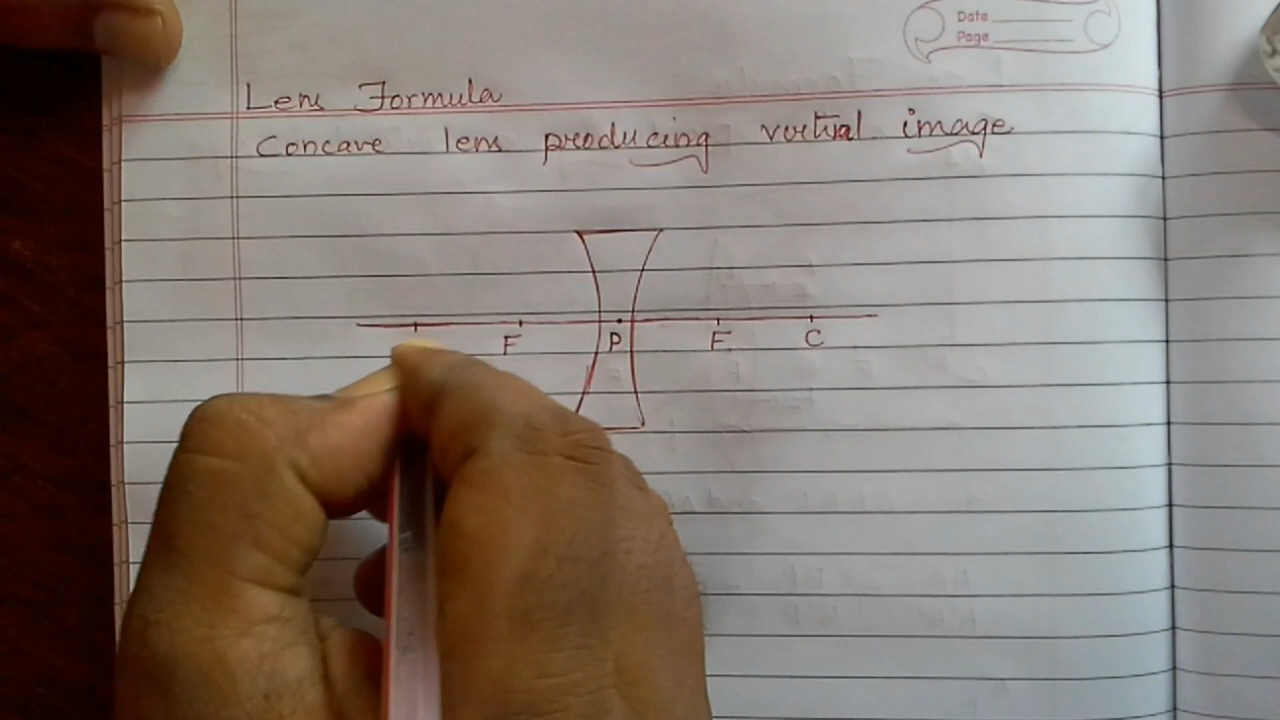 Date
Page
Lens Formula
Concave lens producing virtual image
F P F C